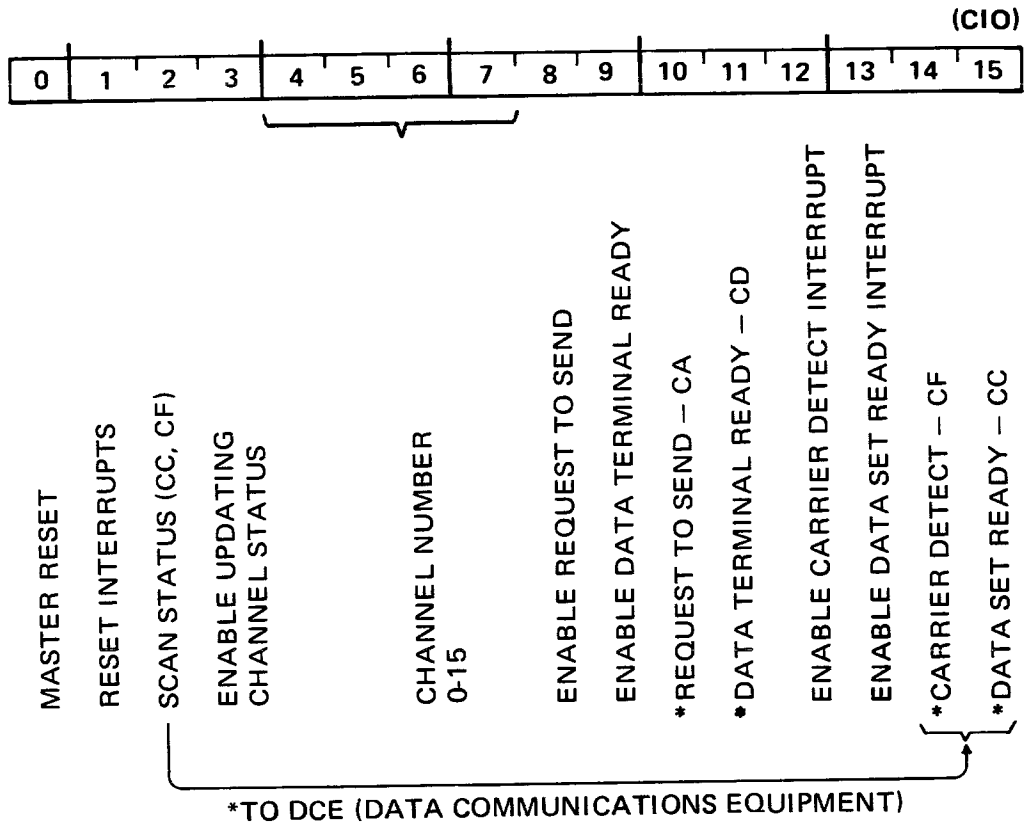 (CIO)
0 1 2 3 4 5 6 7 8 9 10 11 12 13 14 15
MASTER RESET
RESET INTERRUPTS
SCAN STATUS (CC, CF)
ENABLE UPDATING
CHANNEL STATUS
CHANNEL NUMBER
0-15
ENABLE REQUEST TO SEND
ENABLE DATA TERMINAL READY
*REQUEST TO SEND – CA
*DATA TERMINAL READY – CD
ENABLE CARRIER DETECT INTERRUPT
ENABLE DATA SET READY INTERRUPT
*CARRIER DETECT – CF
*DATA SET READY – CC
*TO DCE (DATA COMMUNICATIONS EQUIPMENT)